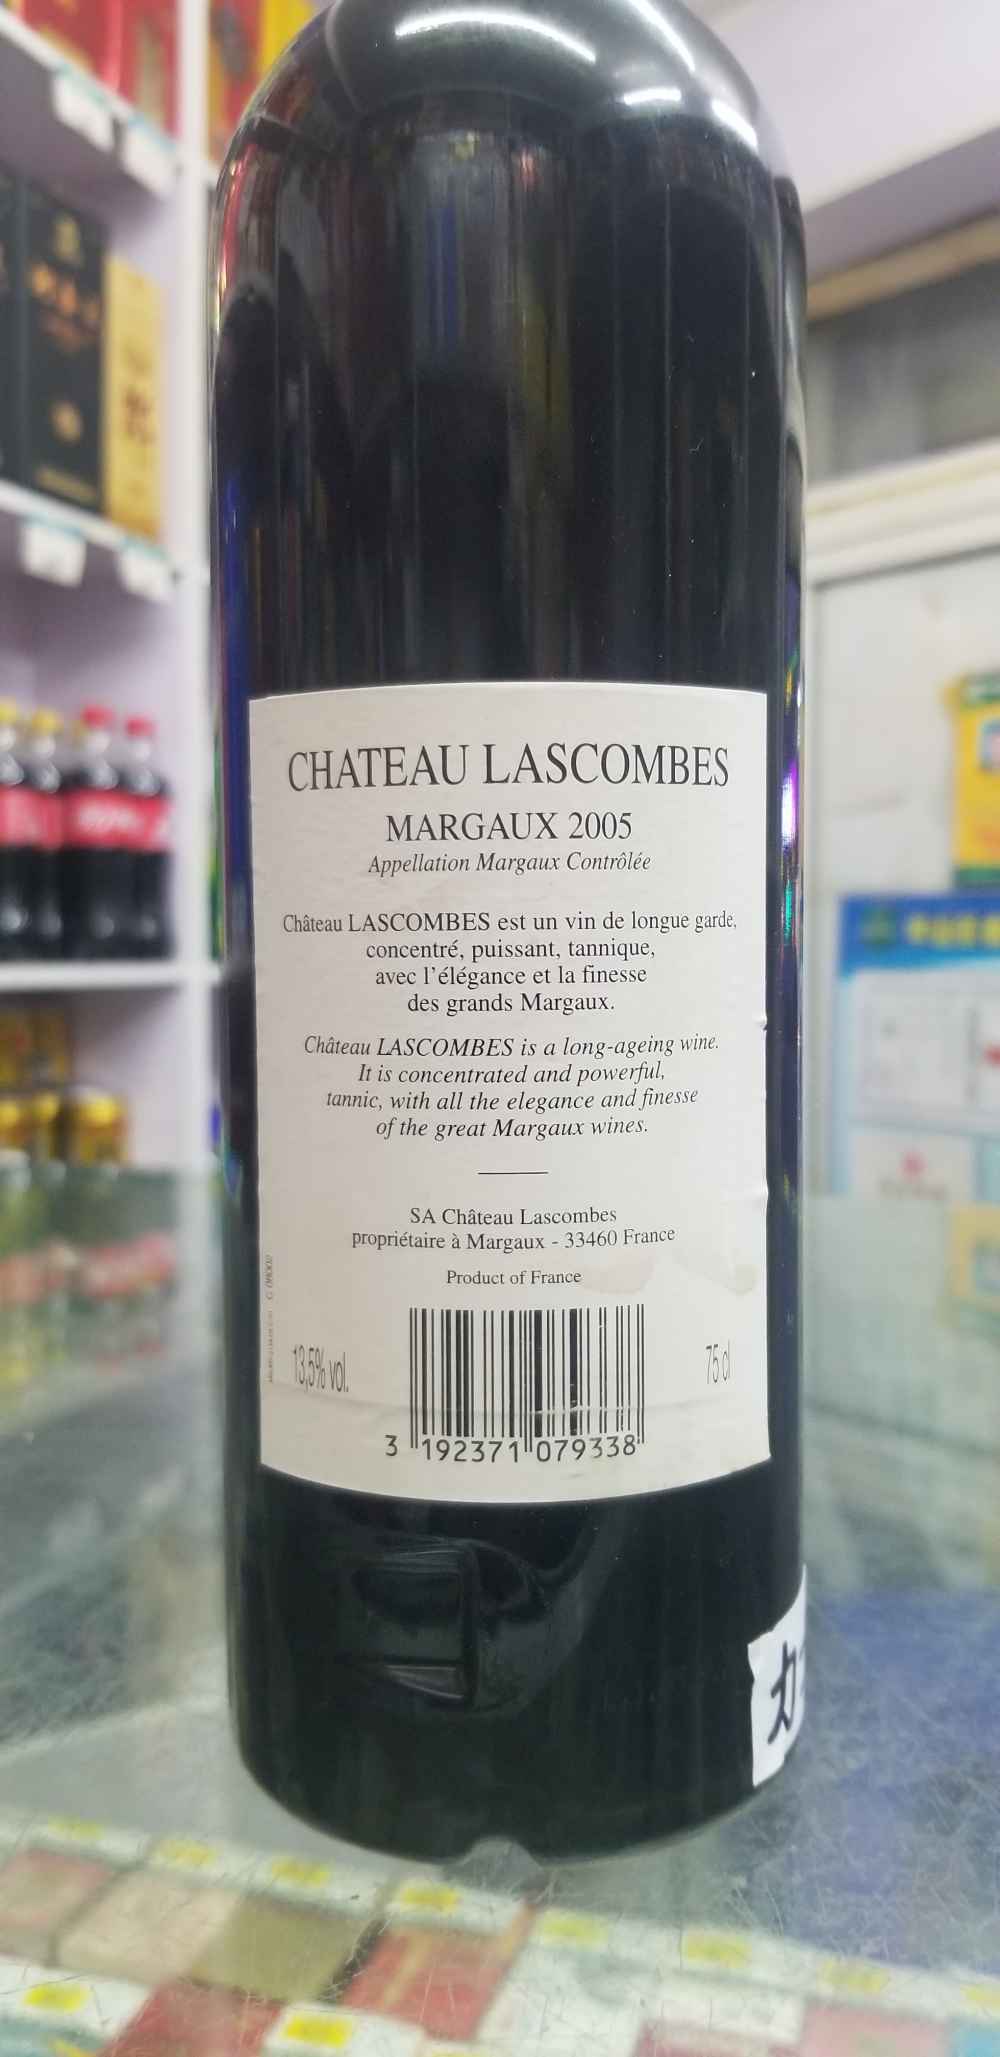 CHATEAU LASCOMBES
MARGAUX 2005
Appellation Margaux Contrôlée
Château LASCOMBES est un vin de longue garde,
concentré, puissant, tannique,
avec l'élégance et la finesse
des grands Margaux.
Château LASCOMBES is a long-ageing wine.
It is concentrated and powerful,
tannic, with all the elegance and finesse
of the great Margaux wines.
SA Château Lascombes
propriétaire à Margaux - 33460 France
Product of France
13,5% vol.
75 cl
3 192371 079338